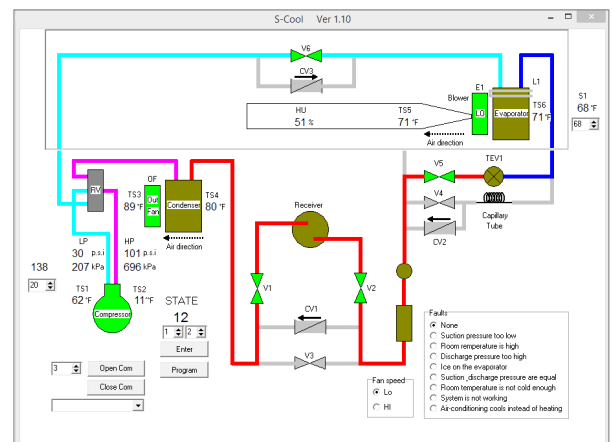 S-Cool Ver 1.10
V6
CV3
E1
L1
Blower
LO
Evaporator
S1
68 °F
68
HU
51 %
TS5
71 °F
TS6
71 °F
Air direction
V5
TEV1
V4
CV2
Capillary
Tube
RV
TS3
89 °F
OF
Out
Fan
Condenser
TS4
80 °F
Air direction
Receiver
LP
30 p.s.i
207 kPa
HP
101 p.s.i
696 kPa
138
20
TS1
62 °F
TS2
11 °F
Compressor
STATE
12
1 2
Enter
Program
V1
V2
CV1
V3
3
Open Com
Close Com
Fan speed
Lo
HI
Faults
None
Suction pressure too low
Room remperature is high
Discharge pressure too high
Ice on the evaporator
Suction_discharge pressure are equal
Room temperature is not cold enough
System is not working
Air-conditioning cools instead of heating